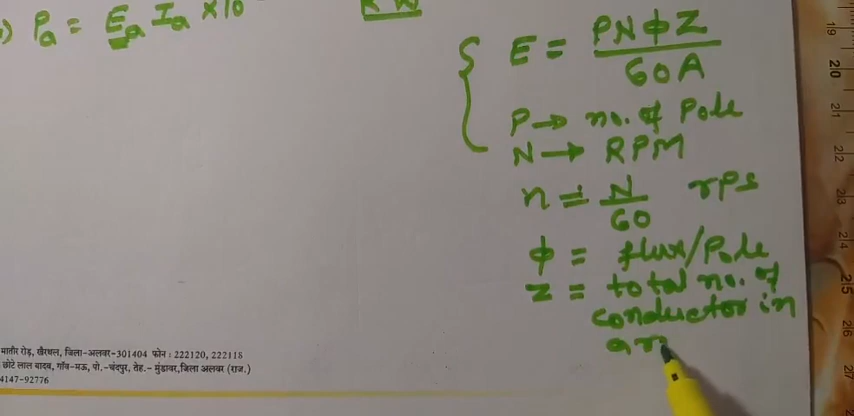 ) Pa = Ea Ia × 10
K W
E = PNϕZ / 60A
P → no. of Pole
N → RPM
n = N / 60 rps
ϕ = flux/Pole
Z = total no. of
conductor in
ar
मातौर रोड़, खैरथल, जिला-अलवर-301404 फोन : 222120, 222118
छोटे लाल यादव, गाँव-मऊ, पो.-चंदपुर, तेह.- मुंडावर,जिला अलवर (राज.)
4147-92776
19
20
21
22
23
24
25
26
27